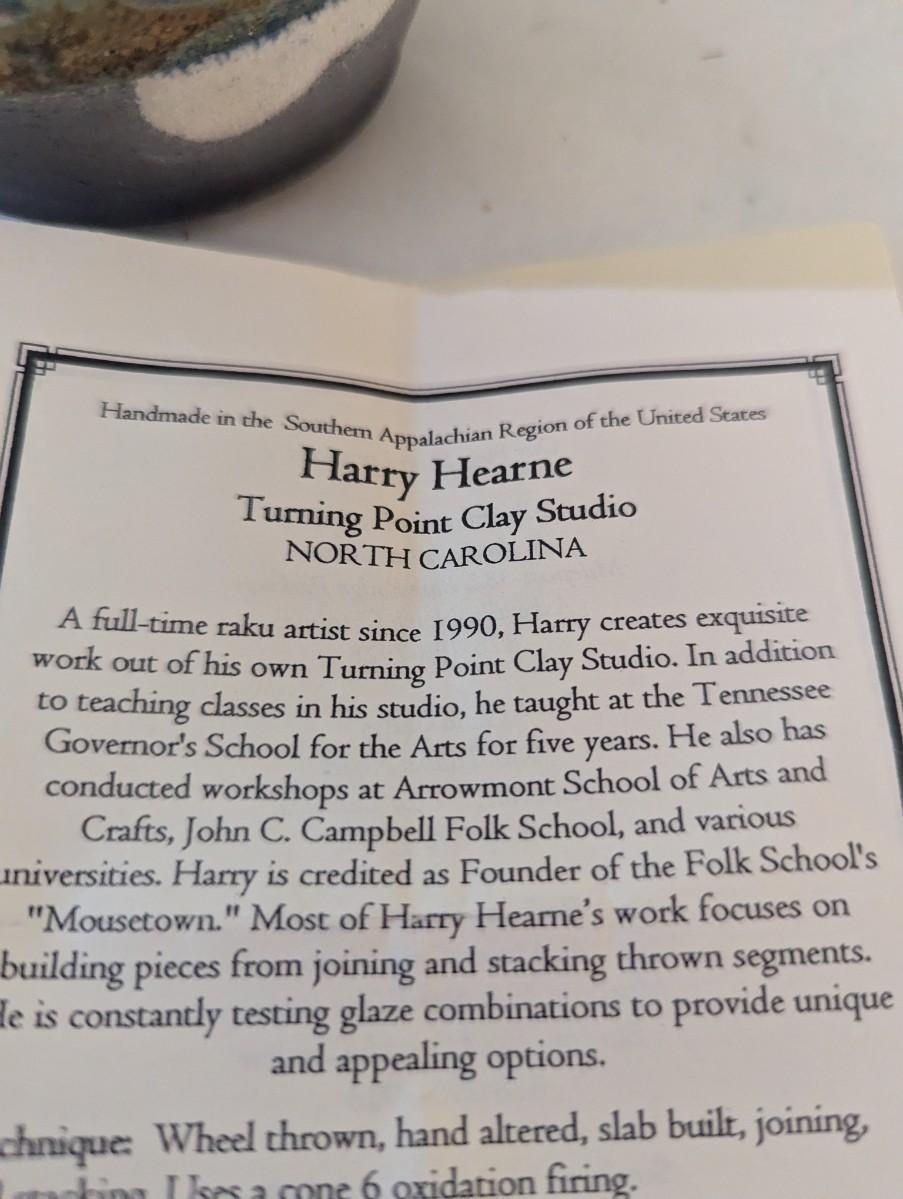 Handmade in the Southern Appalachian Region of the United States
Harry Hearne
Turning Point Clay Studio
NORTH CAROLINA
A full-time raku artist since 1990, Harry creates exquisite
work out of his own Turning Point Clay Studio. In addition
to teaching classes in his studio, he taught at the Tennessee
Governor's School for the Arts for five years. He also has
conducted workshops at Arrowmont School of Arts and
Crafts, John C. Campbell Folk School, and various
universities. Harry is credited as Founder of the Folk School's
"Mousetown." Most of Harry Hearne's work focuses on
building pieces from joining and stacking thrown segments.
He is constantly testing glaze combinations to provide unique
and appealing options.
chnique: Wheel thrown, hand altered, slab built, joining,
stacking. Uses a cone 6 oxidation firing.